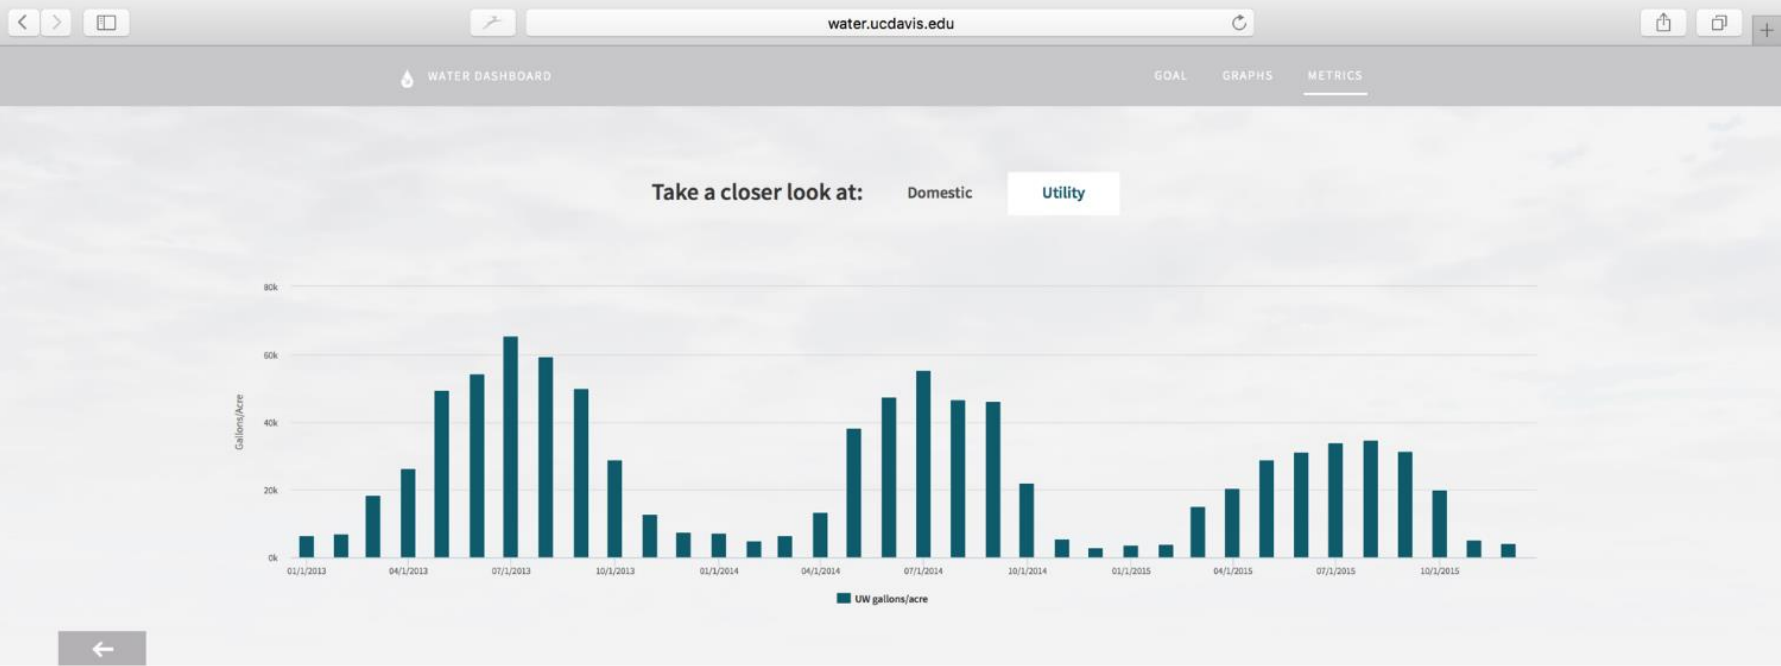 water.ucdavis.edu
WATER DASHBOARD
GOAL GRAPHS METRICS
Take a closer look at: Domestic Utility
80k
60k
40k
20k
0k
Gallons/Acre
01/1/2013 04/1/2013 07/1/2013 10/1/2013 01/1/2014 04/1/2014 07/1/2014 10/1/2014 01/1/2015 04/1/2015 07/1/2015 10/1/2015
UW gallons/acre